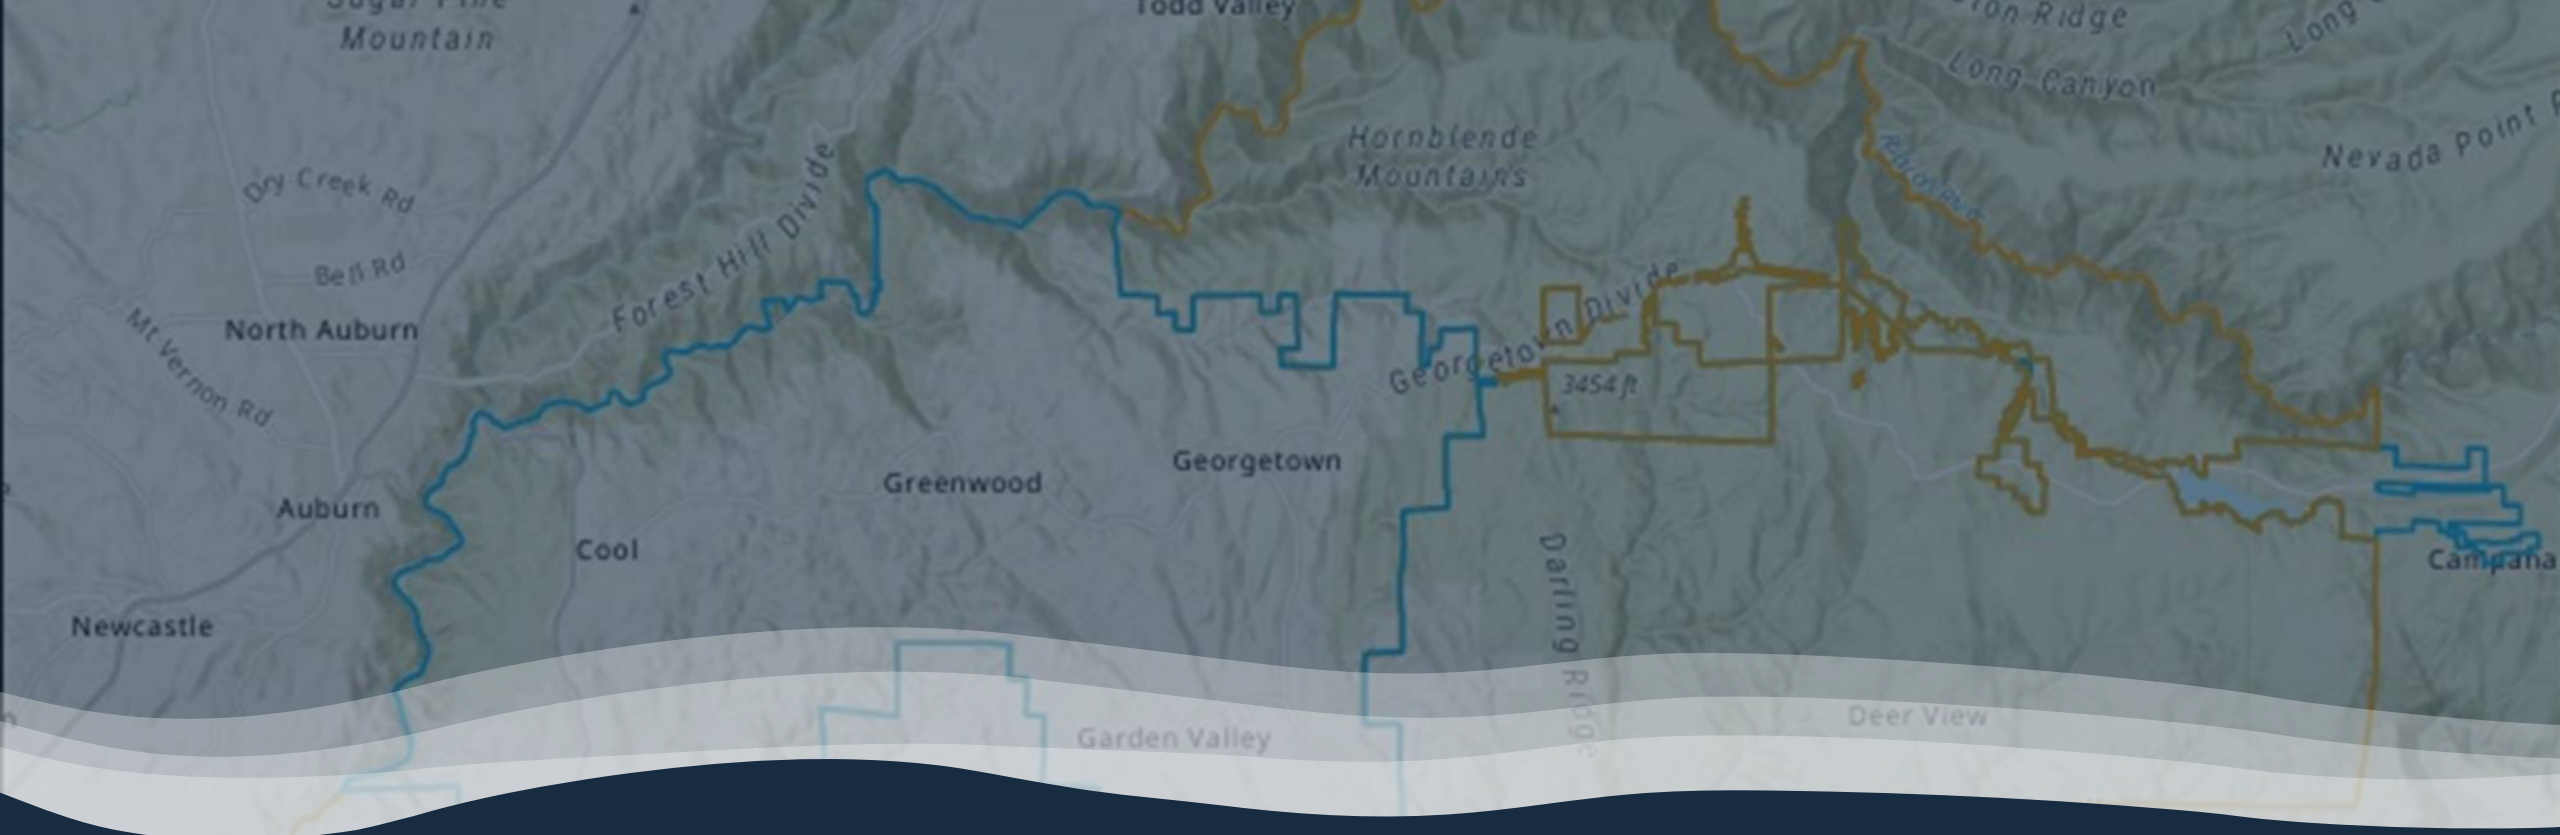 Sugar Pine
Mountain
Todd Valley
Ridge
Long
Long Canyon
Nevada Point
Hornblende
Mountains
Dry Creek Rd
Bell Rd
Forest Hill Divide
North Auburn
Mt Vernon Rd
Georgetown Divide
3454 ft
Georgetown
Greenwood
Auburn
Cool
Darling Ridge
Newcastle
Garden Valley
Deer View